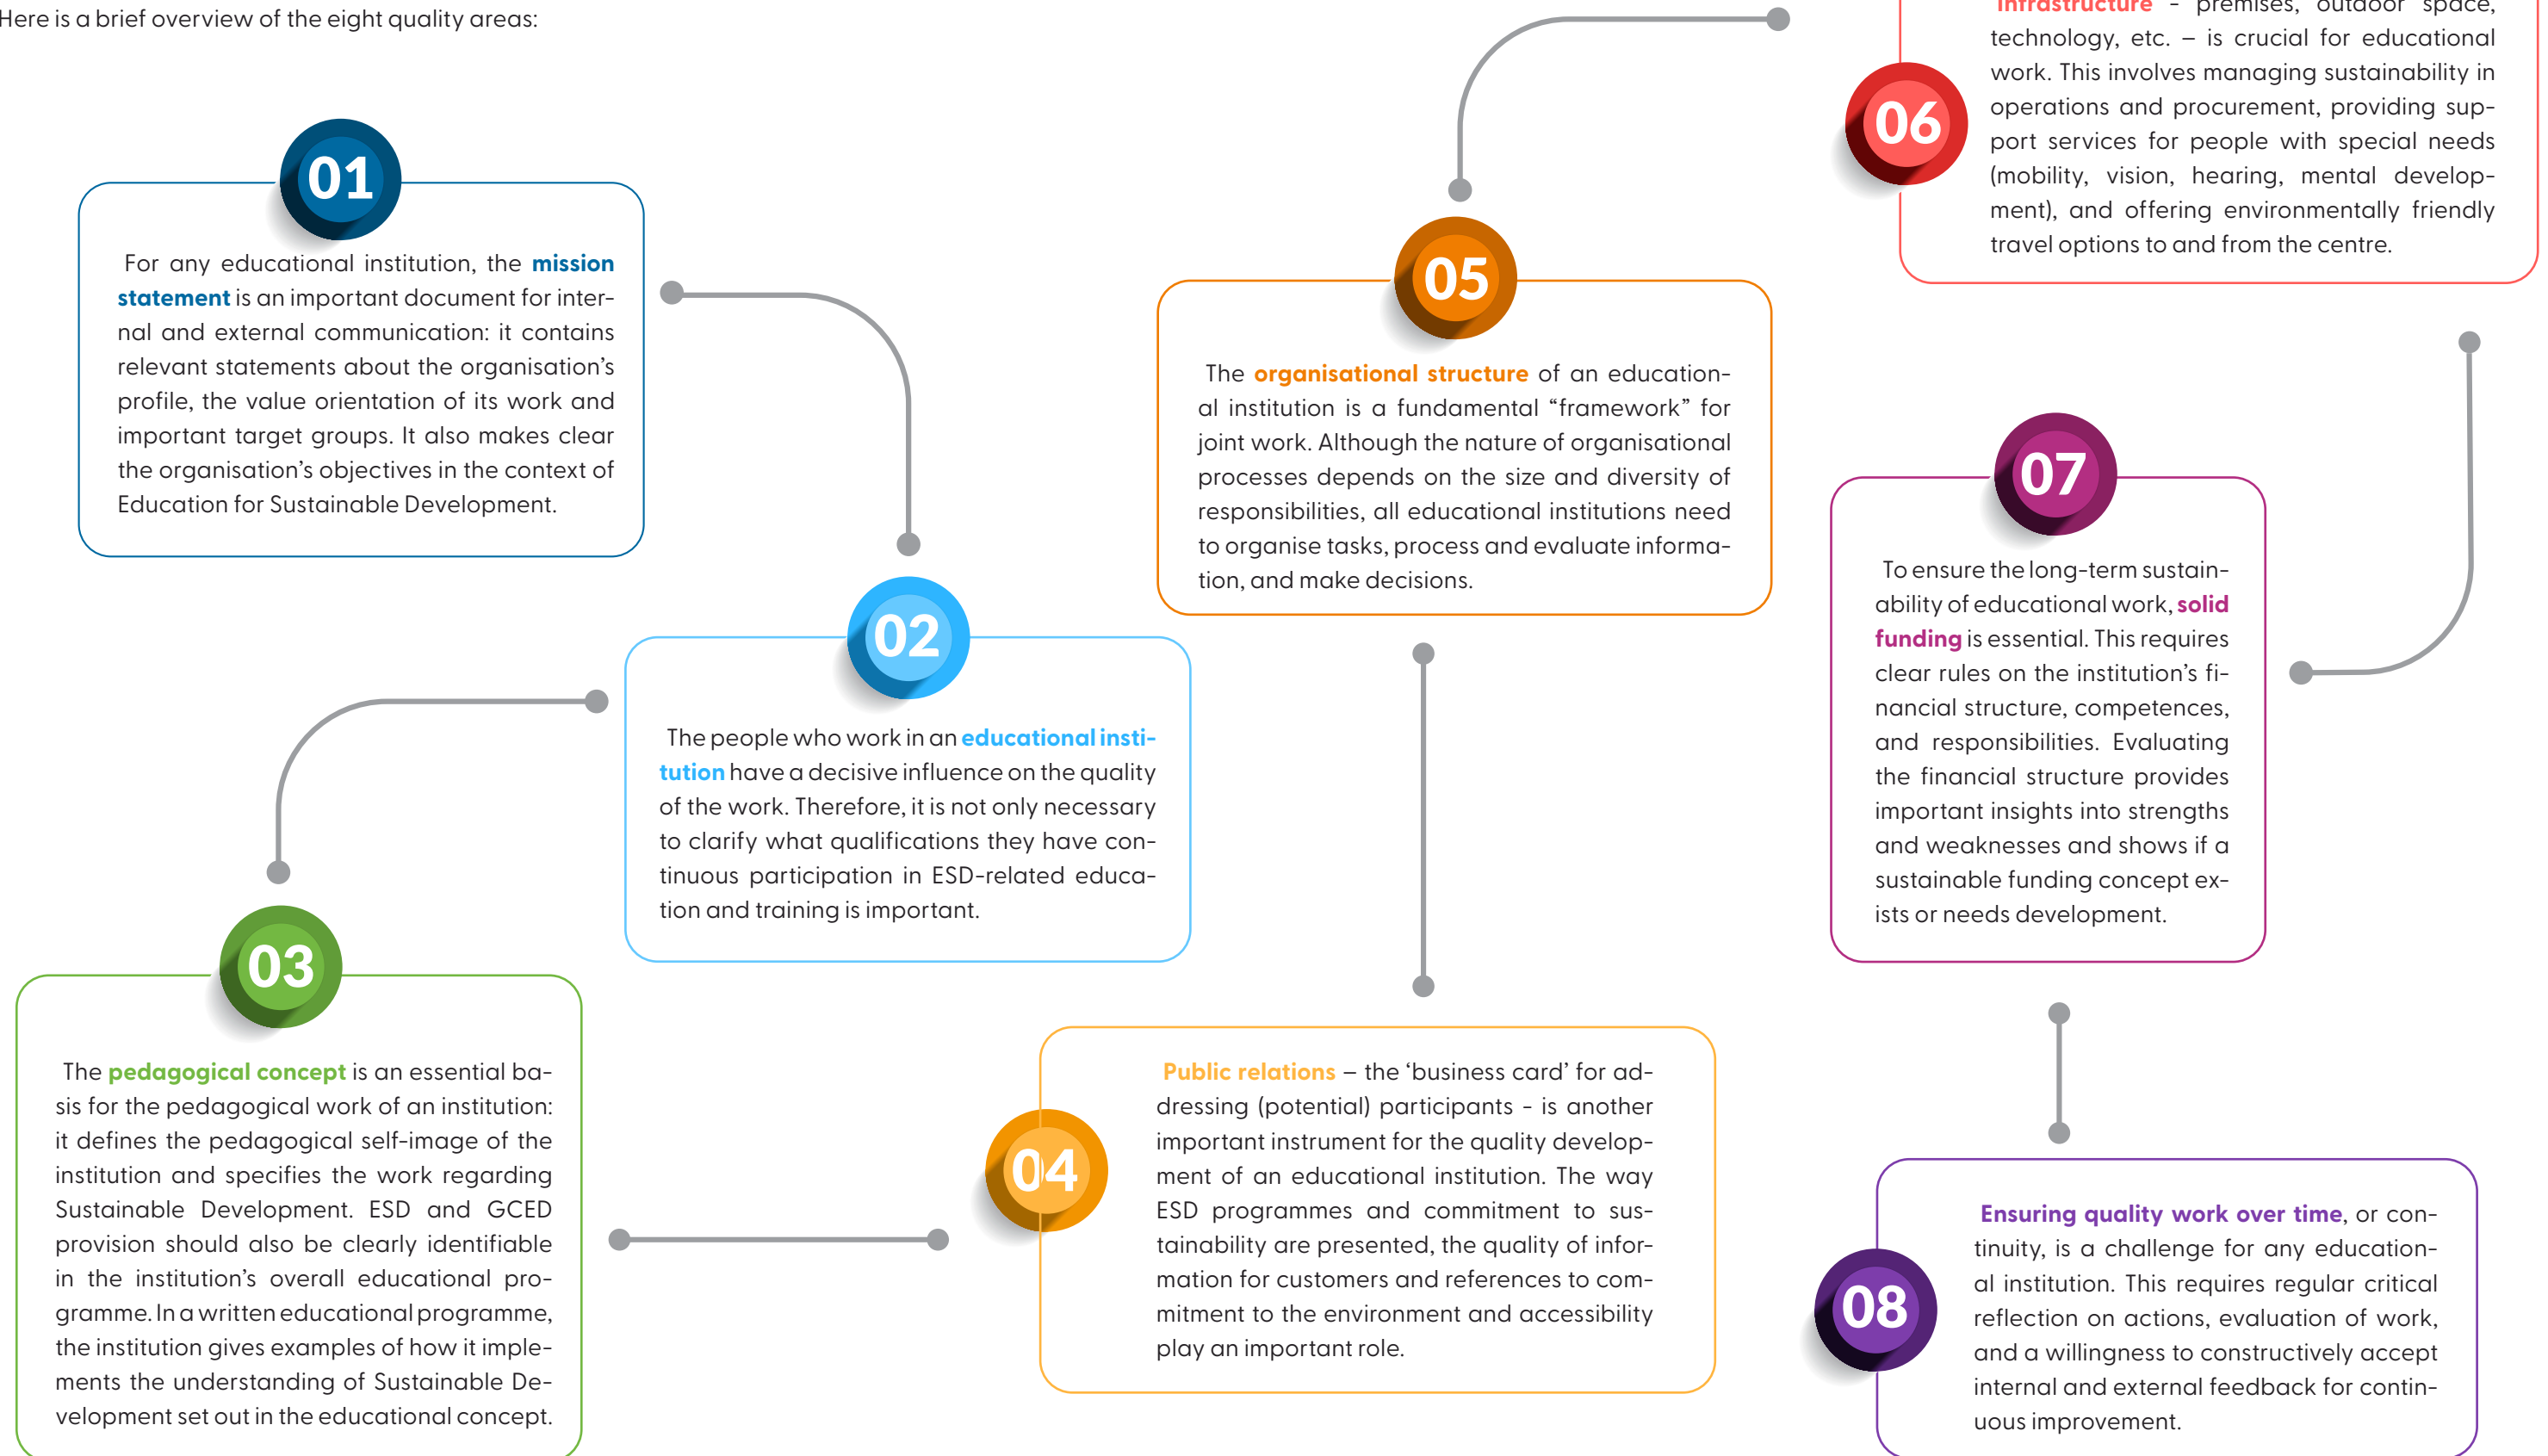 Here is a brief overview of the eight quality areas:
01
For any educational institution, the mission
statement is an important document for inter-
nal and external communication: it contains
relevant statements about the organisation's
profile, the value orientation of its work and
important target groups. It also makes clear
the organisation's objectives in the context of
Education for Sustainable Development.
02
The people who work in an educational insti-
tution have a decisive influence on the quality
of the work. Therefore, it is not only necessary
to clarify what qualifications they have con-
tinuous participation in ESD-related educa-
tion and training is important.
03
The pedagogical concept is an essential ba-
sis for the pedagogical work of an institution:
it defines the pedagogical self-image of the
institution and specifies the work regarding
Sustainable Development. ESD and GCED
provision should also be clearly identifiable
in the institution's overall educational pro-
gramme. In a written educational programme,
the institution gives examples of how it imple-
ments the understanding of Sustainable De-
velopment set out in the educational concept.
04
Public relations – the ‘business card’ for ad-
dressing (potential) participants - is another
important instrument for the quality develop-
ment of an educational institution. The way
ESD programmes and commitment to sus-
tainability are presented, the quality of infor-
mation for customers and references to com-
mitment to the environment and accessibility
play an important role.
05
The organisational structure of an education-
al institution is a fundamental “framework” for
joint work. Although the nature of organisational
processes depends on the size and diversity of
responsibilities, all educational institutions need
to organise tasks, process and evaluate informa-
tion, and make decisions.
06
Infrastructure - premises, outdoor space,
technology, etc. – is crucial for educational
work. This involves managing sustainability in
operations and procurement, providing sup-
port services for people with special needs
(mobility, vision, hearing, mental develop-
ment), and offering environmentally friendly
travel options to and from the centre.
07
To ensure the long-term sustain-
ability of educational work, solid
funding is essential. This requires
clear rules on the institution's fi-
nancial structure, competences,
and responsibilities. Evaluating
the financial structure provides
important insights into strengths
and weaknesses and shows if a
sustainable funding concept ex-
ists or needs development.
08
Ensuring quality work over time, or con-
tinuity, is a challenge for any education-
al institution. This requires regular critical
reflection on actions, evaluation of work,
and a willingness to constructively accept
internal and external feedback for contin-
uous improvement.